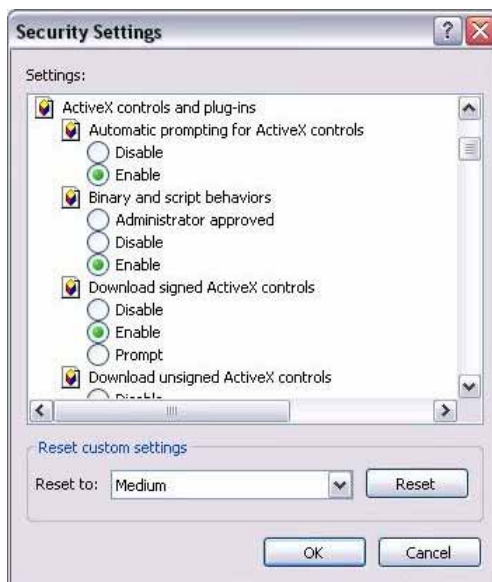 Security Settings
Settings:
ActiveX controls and plug-ins
Automatic prompting for ActiveX controls
Disable
Enable
Binary and script behaviors
Administrator approved
Disable
Enable
Download signed ActiveX controls
Disable
Enable
Prompt
Download unsigned ActiveX controls
Disable
Reset custom settings
Reset to:
Medium
Reset
OK
Cancel